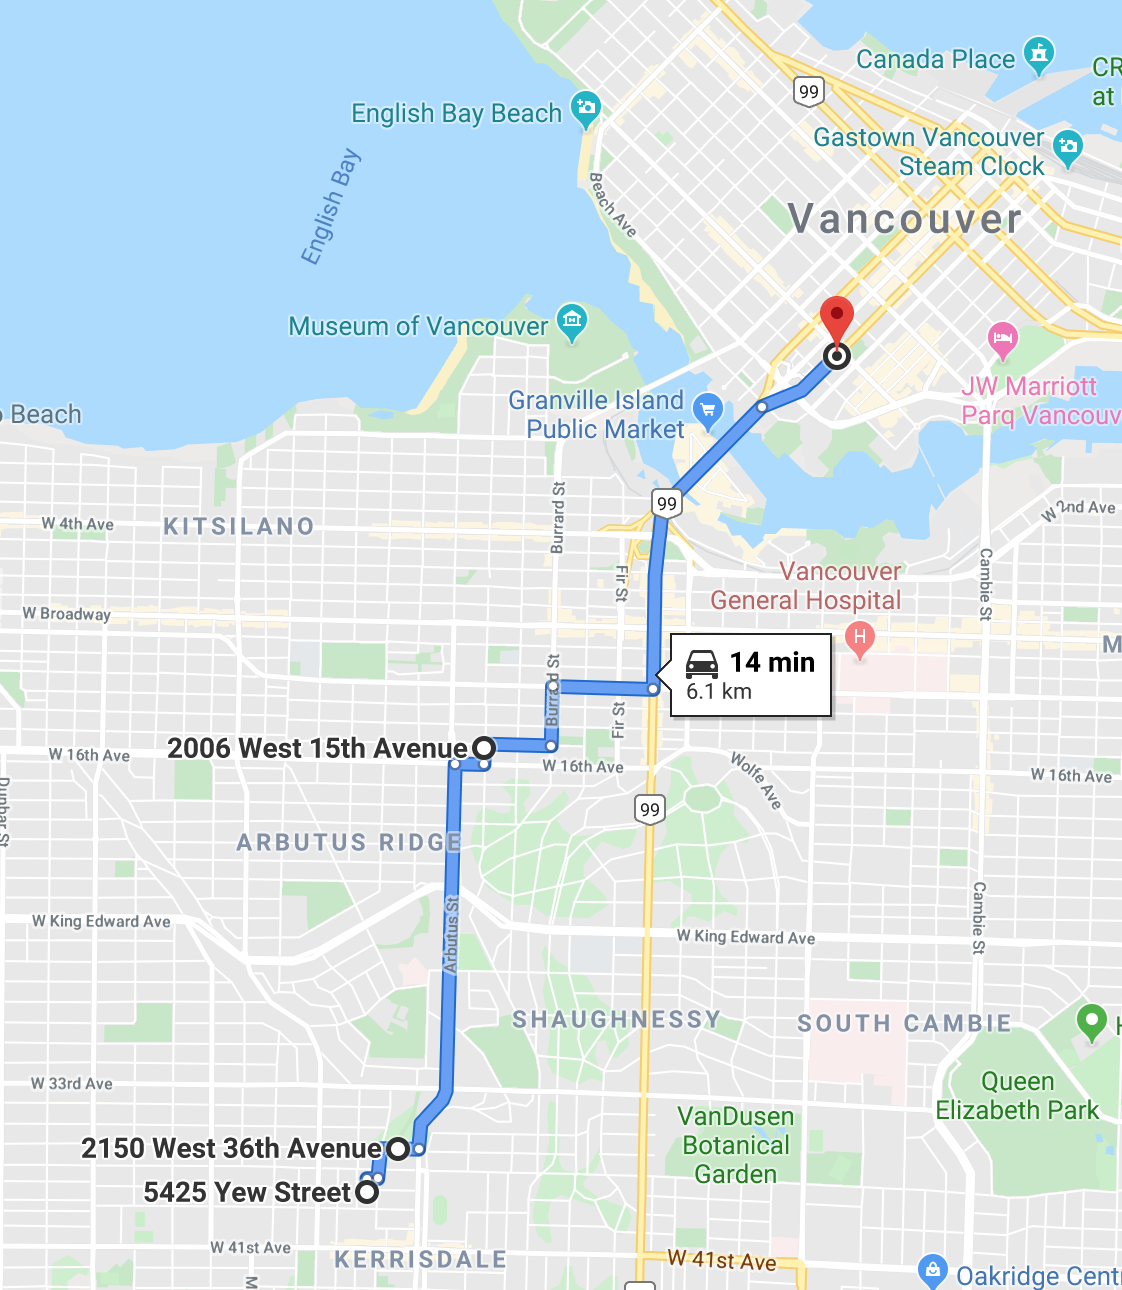 Canada Place
CR
at
99
English Bay Beach
Gastown Vancouver
Steam Clock
English Bay
Beach Ave
Vancouver
Museum of Vancouver
JW Marriott
Parq Vancouv
Granville Island
Public Market
Beach
99
W 4th Ave
KITSILANO
Burrard St
W 2nd Ave
Cambie St
Fir St
Vancouver
General Hospital
H
W Broadway
M
14 min
6.1 km
Burrard St
Fir St
2006 West 15th Avenue
W 16th Ave
W 16th Ave
Wolfe Ave
W 16th Ave
Dunbar St
99
ARBUTUS RIDGE
Arbutus St
W King Edward Ave
W King Edward Ave
Cambie St
SHAUGHNESSY
SOUTH CAMBIE
H
W 33rd Ave
Queen
Elizabeth Park
VanDusen
Botanical
Garden
2150 West 36th Avenue
5425 Yew Street
W 41st Ave
KERRISDALE
W 41st Ave
M
Oakridge Cent